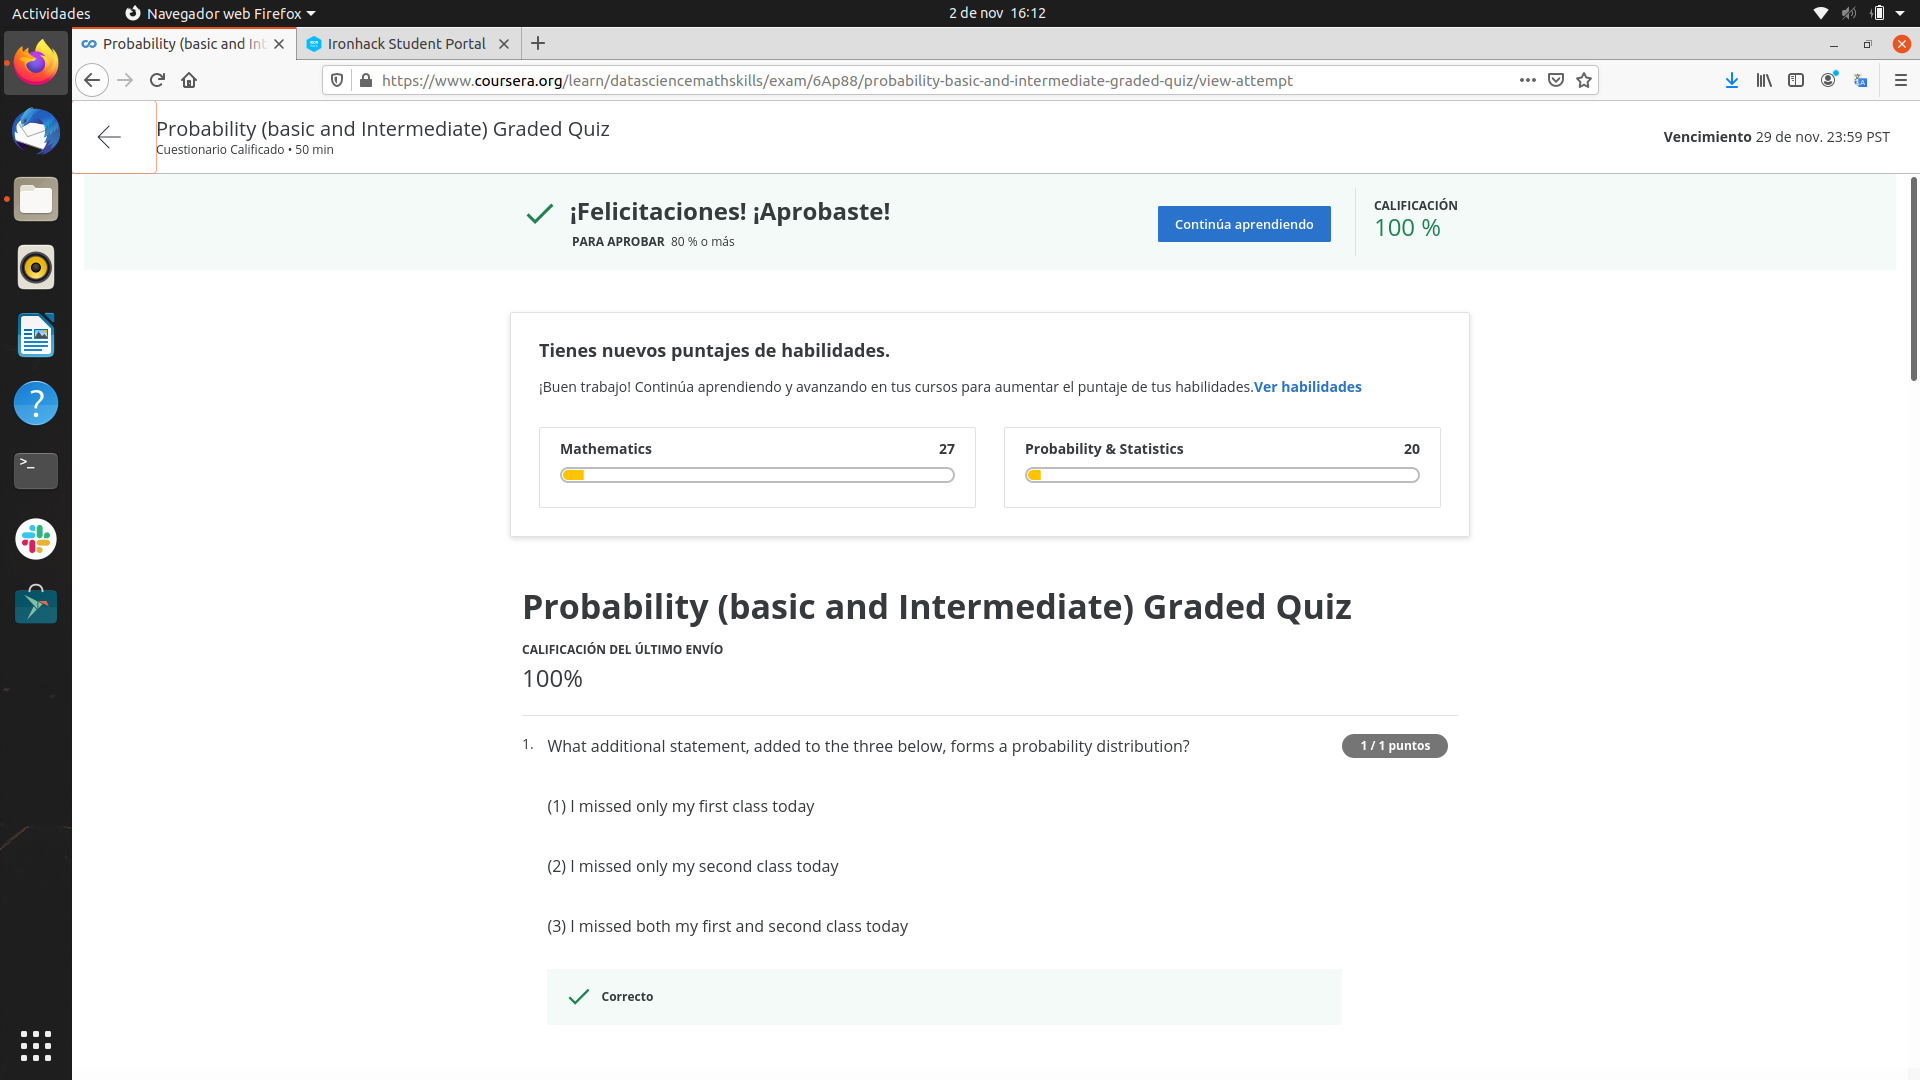 Actividades
Navegador web Firefox
2 de nov 16:12
Probability (basic and Int
Ironhack Student Portal
https://www.coursera.org/learn/datasciencemathskills/exam/6Ap88/probability-basic-and-intermediate-graded-quiz/view-attempt
Probability (basic and Intermediate) Graded Quiz
Cuestionario Calificado • 50 min
Vencimiento 29 de nov. 23:59 PST
¡Felicitaciones! ¡Aprobaste!
PARA APROBAR 80 % o más
Continúa aprendiendo
CALIFICACIÓN
100 %
Tienes nuevos puntajes de habilidades.
¡Buen trabajo! Continúa aprendiendo y avanzando en tus cursos para aumentar el puntaje de tus habilidades.Ver habilidades
Mathematics 27
Probability & Statistics 20
Probability (basic and Intermediate) Graded Quiz
CALIFICACIÓN DEL ÚLTIMO ENVÍO
100%
1. What additional statement, added to the three below, forms a probability distribution?
1 / 1 puntos
(1) I missed only my first class today
(2) I missed only my second class today
(3) I missed both my first and second class today
Correcto